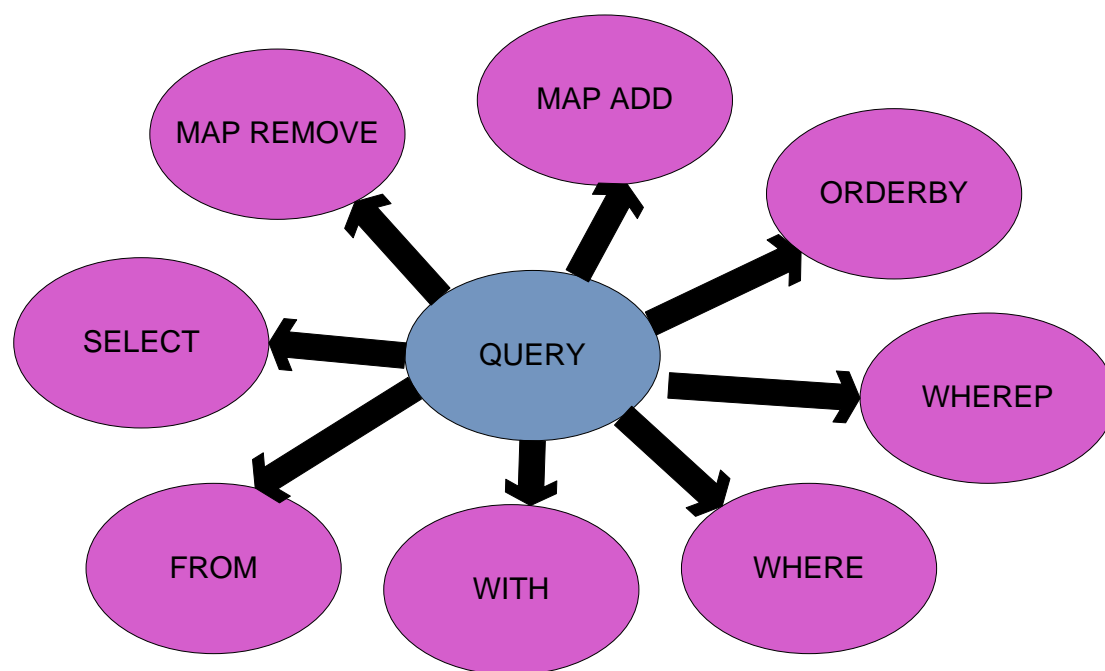 MAP ADD
MAP REMOVE
ORDERBY
SELECT
QUERY
WHEREP
FROM
WITH
WHERE